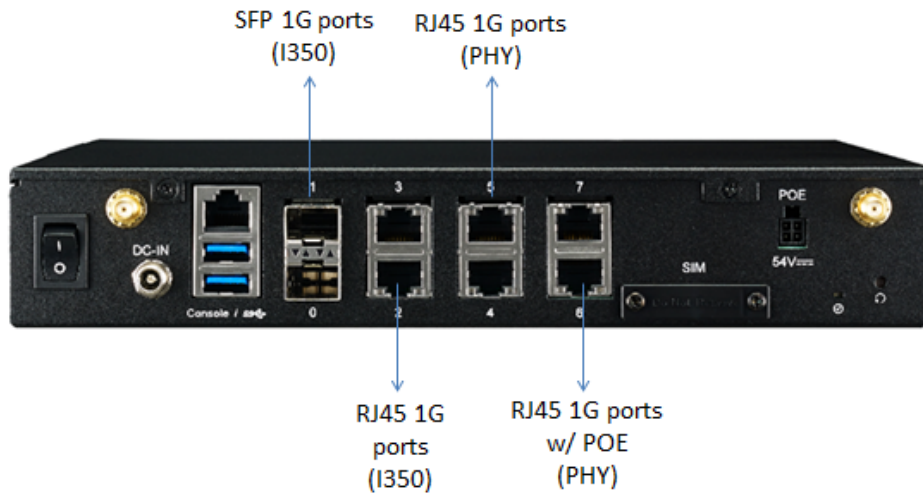 SFP 1G ports
(I350)
RJ45 1G ports
(PHY)
1
3
5
7
POE
I
O
DC-IN
54V
SIM
Console /
0
2
4
6
RJ45 1G
ports
(I350)
RJ45 1G ports
w/ POE
(PHY)